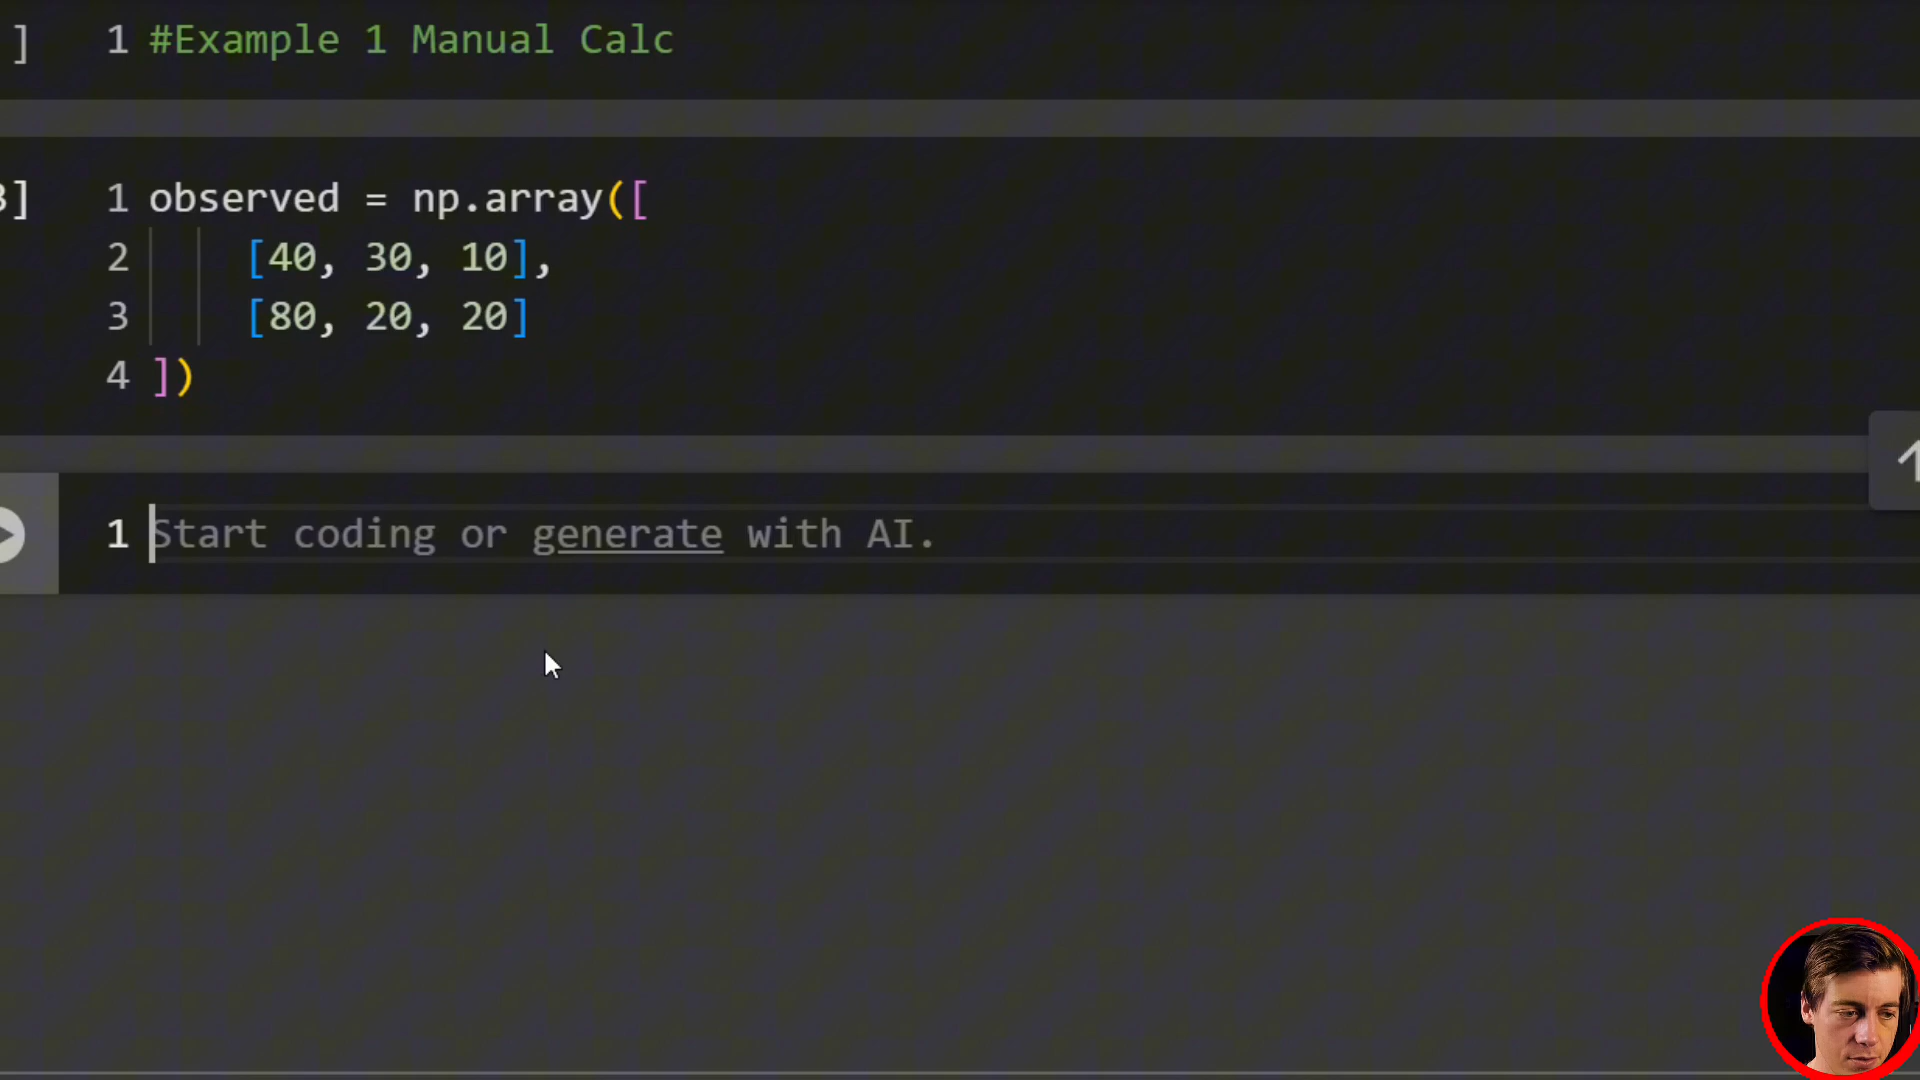 ] 1 #Example 1 Manual Calc
3] 1 observed = np.array([
2 [40, 30, 10],
3 [80, 20, 20]
4 ])
1 Start coding or generate with AI.